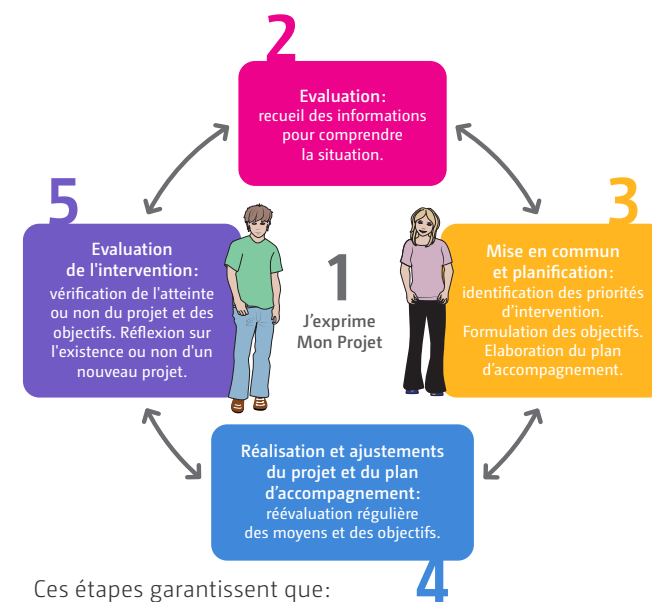 2
Evaluation:
recueil des informations
pour comprendre
la situation.
5
Evaluation
de l'intervention:
vérification de l'atteinte
ou non du projet et des
objectifs. Réflexion sur
l'existence ou non d'un
nouveau projet.
1
J'exprime
Mon Projet
3
Mise en commun
et planification:
identification des priorités
d'intervention.
Formulation des objectifs.
Elaboration du plan
d'accompagnement.
Réalisation et ajustements
du projet et du plan
d'accompagnement:
réévaluation régulière
des moyens et des objectifs.
4
Ces étapes garantissent que: